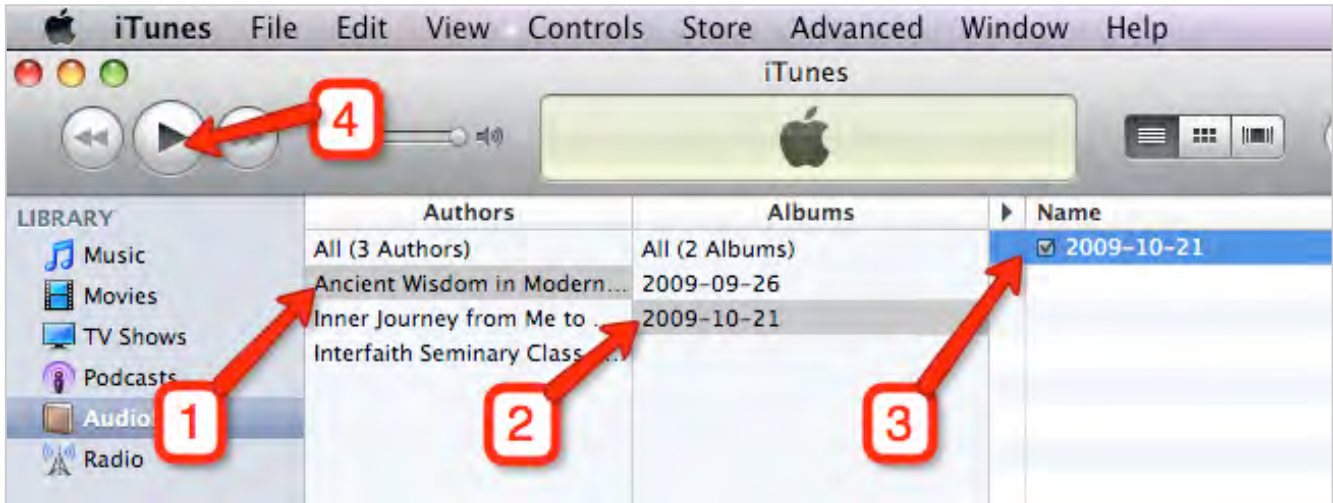 iTunes File Edit View Controls Store Advanced Window Help
iTunes
4
LIBRARY
Music
Movies
TV Shows
Podcasts
Audio
Radio
Authors
All (3 Authors)
Ancient Wisdom in Modern...
Inner Journey from Me to ...
Interfaith Seminary Class
Albums
All (2 Albums)
2009-09-26
2009-10-21
Name
2009-10-21
1
2
3